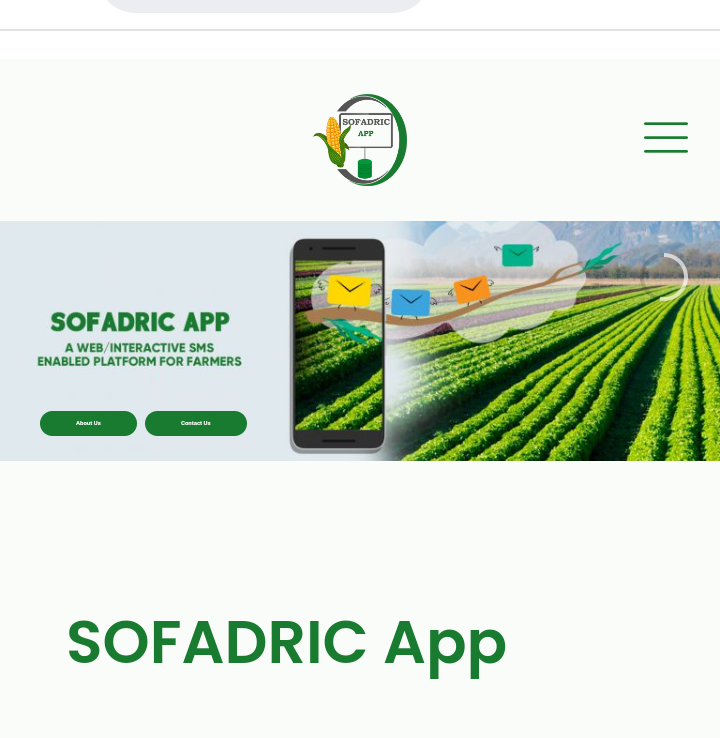 SOFADRIC
APP
SOFADRIC APP
A WEB/INTERACTIVE SMS
ENABLED PLATFORM FOR FARMERS
About Us
Contact Us
SOFADRIC App